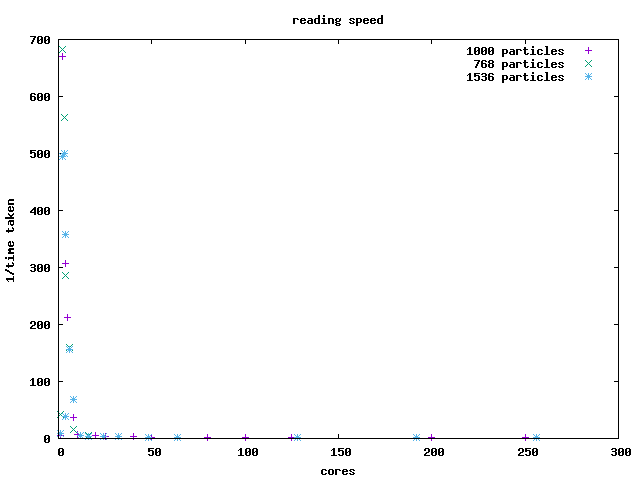 reading speed
700
600
500
400
300
200
100
0
1/time taken
1000 particles
768 particles
1536 particles
0 50 100 150 200 250 300
cores